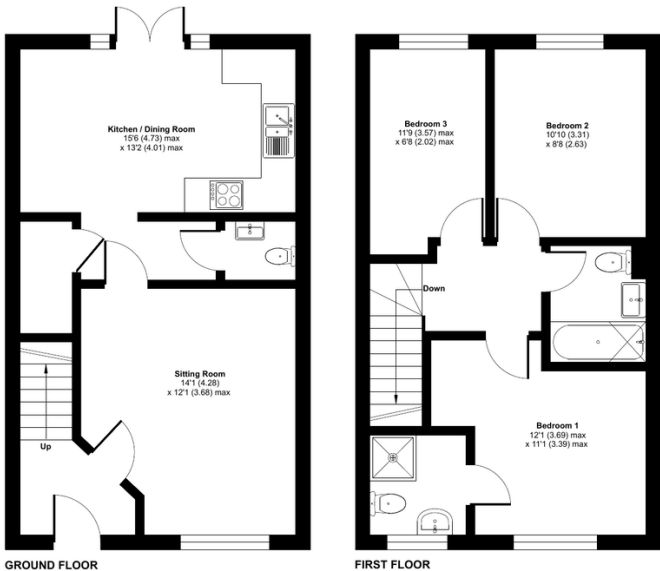 Kitchen / Dining Room
15'6 (4.73) max
x 13'2 (4.01) max
Sitting Room
14'1 (4.28)
x 12'1 (3.68) max
Up
GROUND FLOOR
Bedroom 3
11'9 (3.57) max
x 6'8 (2.02) max
Bedroom 2
10'10 (3.31)
x 8'8 (2.63)
Down
Bedroom 1
12'1 (3.69) max
x 11'1 (3.39) max
FIRST FLOOR